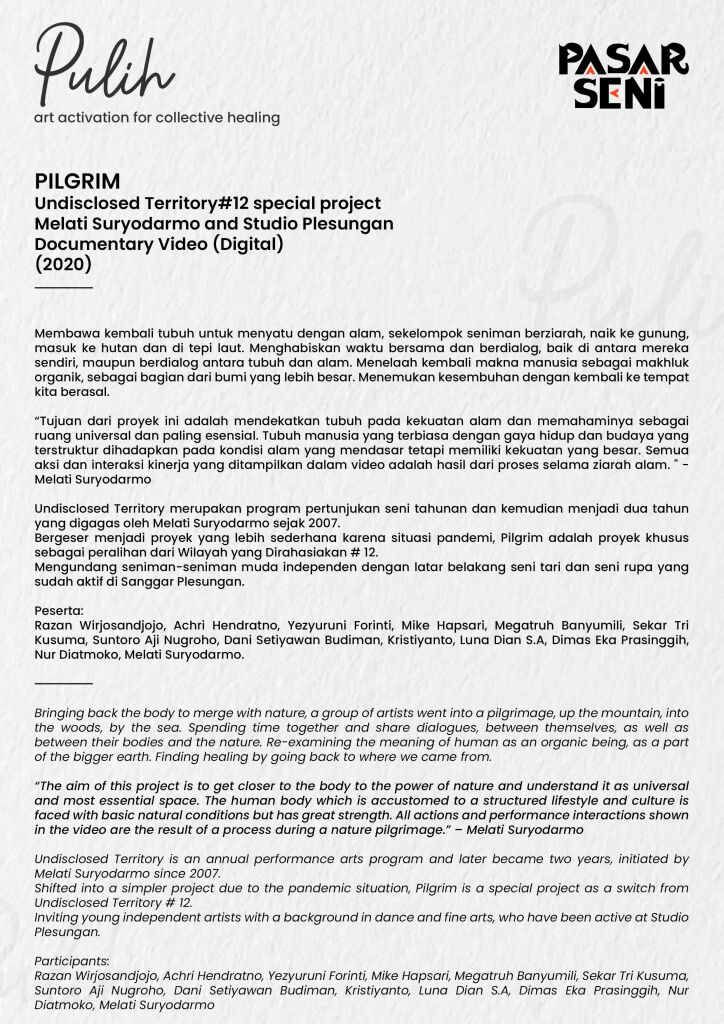 Pulih
art activation for collective healing
PASAR
SENI
PILGRIM
Undisclosed Territory#12 special project
Melati Suryodarmo and Studio Plesungan
Documentary Video (Digital)
(2020)
Membawa kembali tubuh untuk menyatu dengan alam, sekelompok seniman berziarah, naik ke gunung,
masuk ke hutan dan di tepi laut. Menghabiskan waktu bersama dan berdialog, baik di antara mereka
sendiri, maupun berdialog antara tubuh dan alam. Menelaah kembali makna manusia sebagai makhluk
organik, sebagai bagian dari bumi yang lebih besar. Menemukan kesembuhan dengan kembali ke tempat
kita berasal.
“Tujuan dari proyek ini adalah mendekatkan tubuh pada kekuatan alam dan memahaminya sebagai
ruang universal dan paling esensial. Tubuh manusia yang terbiasa dengan gaya hidup dan budaya yang
terstruktur dihadapkan pada kondisi alam yang mendasar tetapi memiliki kekuatan yang besar. Semua
aksi dan interaksi kinerja yang ditampilkan dalam video adalah hasil dari proses selama ziarah alam. " -
Melati Suryodarmo
Undisclosed Territory merupakan program pertunjukan seni tahunan dan kemudian menjadi dua tahun
yang digagas oleh Melati Suryodarmo sejak 2007.
Bergeser menjadi proyek yang lebih sederhana karena situasi pandemi, Pilgrim adalah proyek khusus
sebagai peralihan dari Wilayah yang Dirahasiakan # 12.
Mengundang seniman-seniman muda independen dengan latar belakang seni tari dan seni rupa yang
sudah aktif di Sanggar Plesungan.
Peserta:
Razan Wirjosandjojo, Achri Hendratno, Yezyuruni Forinti, Mike Hapsari, Megatruh Banyumili, Sekar Tri
Kusuma, Suntoro Aji Nugroho, Dani Setiyawan Budiman, Kristiyanto, Luna Dian S.A, Dimas Eka Prasinggih,
Nur Diatmoko, Melati Suryodarmo.
Bringing back the body to merge with nature, a group of artists went into a pilgrimage, up the mountain, into
the woods, by the sea. Spending time together and share dialogues, between themselves, as well as
between their bodies and the nature. Re-examining the meaning of human as an organic being, as a part
of the bigger earth. Finding healing by going back to where we came from.
“The aim of this project is to get closer to the body to the power of nature and understand it as universal
and most essential space. The human body which is accustomed to a structured lifestyle and culture is
faced with basic natural conditions but has great strength. All actions and performance interactions shown
in the video are the result of a process during a nature pilgrimage.” – Melati Suryodarmo
Undisclosed Territory is an annual performance arts program and later became two years, initiated by
Melati Suryodarmo since 2007.
Shifted into a simpler project due to the pandemic situation, Pilgrim is a special project as a switch from
Undisclosed Territory # 12.
Inviting young independent artists with a background in dance and fine arts, who have been active at Studio
Plesungan.
Participants:
Razan Wirjosandjojo, Achri Hendratno, Yezyuruni Forinti, Mike Hapsari, Megatruh Banyumili, Sekar Tri Kusuma,
Suntoro Aji Nugroho, Dani Setiyawan Budiman, Kristiyanto, Luna Dian S.A, Dimas Eka Prasinggih, Nur
Diatmoko, Melati Suryodarmo